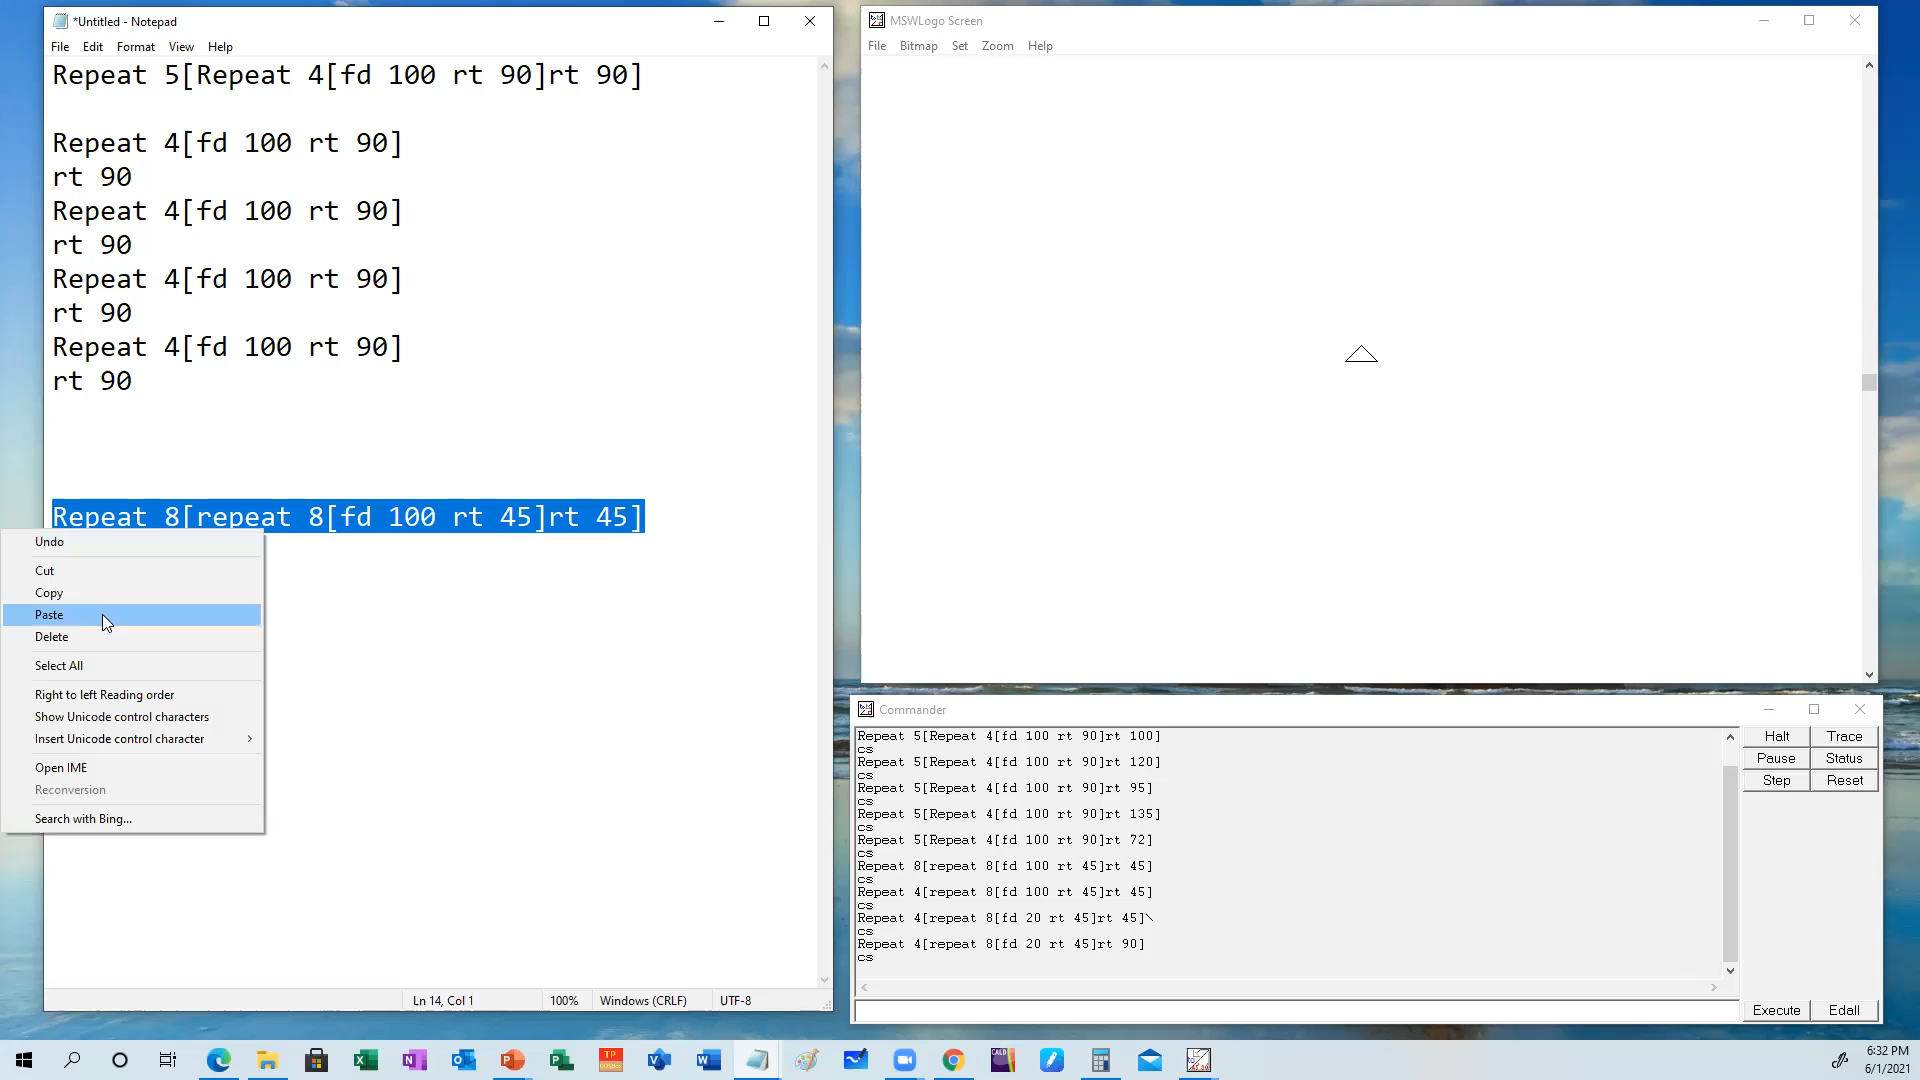 *Untitled - Notepad
File Edit Format View Help
Repeat 5[Repeat 4[fd 100 rt 90]rt 90]
Repeat 4[fd 100 rt 90]
rt 90
Repeat 4[fd 100 rt 90]
rt 90
Repeat 4[fd 100 rt 90]
rt 90
Repeat 4[fd 100 rt 90]
rt 90
Repeat 8[repeat 8[fd 100 rt 45]rt 45]
Undo
Cut
Copy
Paste
Delete
Select All
Right to left Reading order
Show Unicode control characters
Insert Unicode control character
Open IME
Reconversion
Search with Bing...
Ln 14, Col 1 100% Windows (CRLF) UTF-8
MSWLogo Screen
File Bitmap Set Zoom Help
Commander
Repeat 5[Repeat 4[fd 100 rt 90]rt 100]
cs
Repeat 5[Repeat 4[fd 100 rt 90]rt 120]
cs
Repeat 5[Repeat 4[fd 100 rt 90]rt 95]
cs
Repeat 5[Repeat 4[fd 100 rt 90]rt 135]
cs
Repeat 5[Repeat 4[fd 100 rt 90]rt 72]
cs
Repeat 8[repeat 8[fd 100 rt 45]rt 45]
cs
Repeat 4[repeat 8[fd 100 rt 45]rt 45]
cs
Repeat 4[repeat 8[fd 20 rt 45]rt 45]\
cs
Repeat 4[repeat 8[fd 20 rt 45]rt 90]
cs
Halt Trace
Pause Status
Step Reset
Execute Edall
6:32 PM
6/1/2021